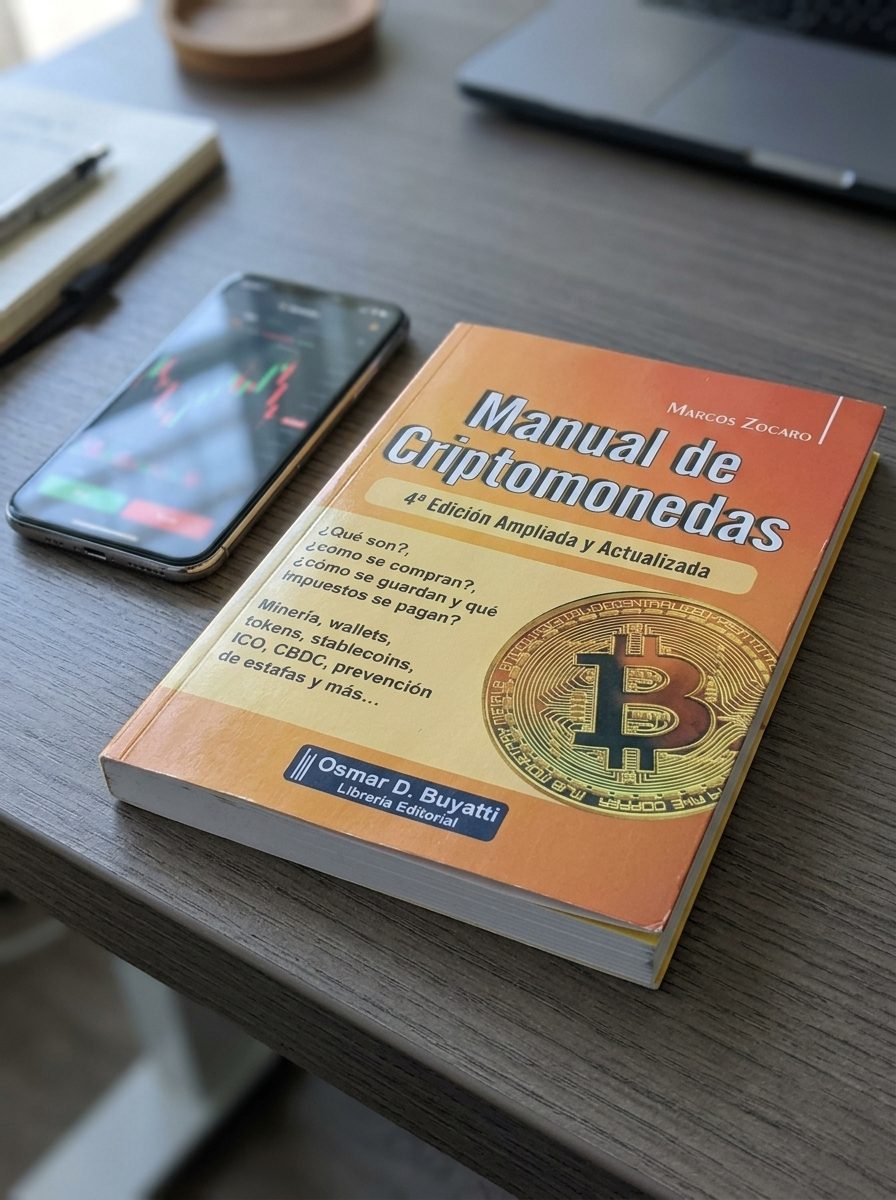 MARCOS ZOCARO
Manual de
Criptomonedas
4ª Edición Ampliada y Actualizada
¿Qué son?,
¿como se compran?,
¿cómo se guardan y qué
impuestos se pagan?
Minería, wallets,
tokens, stablecoins,
ICO, CBDC, prevención
de estafas y más...
Osmar D. Buyatti
Librería Editorial